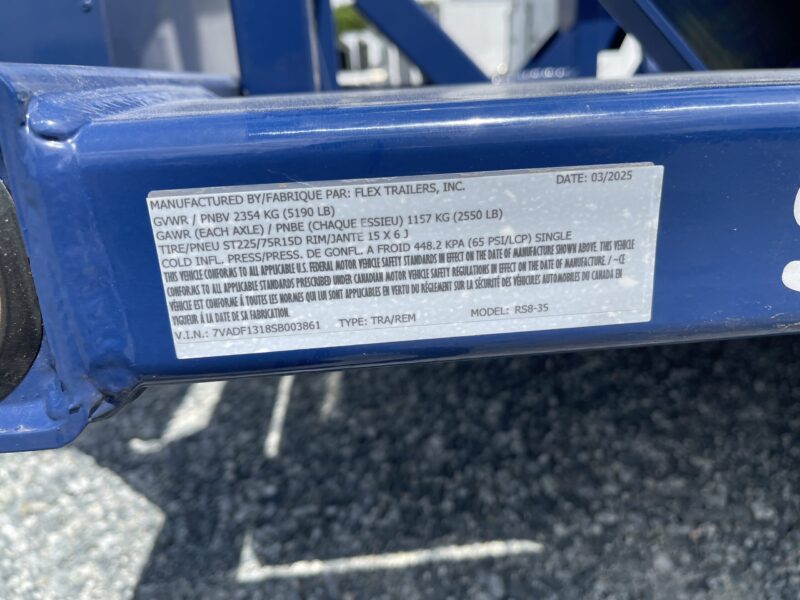 MANUFACTURED BY/FABRIQUE PAR: FLEX TRAILERS, INC. DATE: 03/2025
GVWR / PNBV 2354 KG (5190 LB)
GAWR (EACH AXLE) / PNBE (CHAQUE ESSIEU) 1157 KG (2550 LB)
TIRE/PNEU ST225/75R15D RIM/JANTE 15 X 6 J
COLD INFL. PRESS/PRESS. DE GONFL. A FROID 448.2 KPA (65 PSI/LCP) SINGLE
THIS VEHICLE CONFORMS TO ALL APPLICABLE U.S. FEDERAL MOTOR VEHICLE SAFETY STANDARDS IN EFFECT ON THE DATE OF MANUFACTURE SHOWN ABOVE. / THIS VEHICLE
CONFORMS TO ALL APPLICABLE STANDARDS PRESCRIBED UNDER CANADIAN MOTOR VEHICLE SAFETY REGULATIONS IN EFFECT ON THE DATE OF MANUFACTURE / ~CE
VEHICULE EST CONFORME À TOUTES LES NORMES QUI LUI SONT APPLICABLES EN VERTU DU RÈGLEMENT SUR LA SÉCURITÉ DES VÉHICULES AUTOMOBILES DU CANADA EN
VIGUEUR À LA DATE DE SA FABRICATION.
V.I.N.: 7VADF1318SB003861 TYPE: TRA/REM MODEL: RS8-35